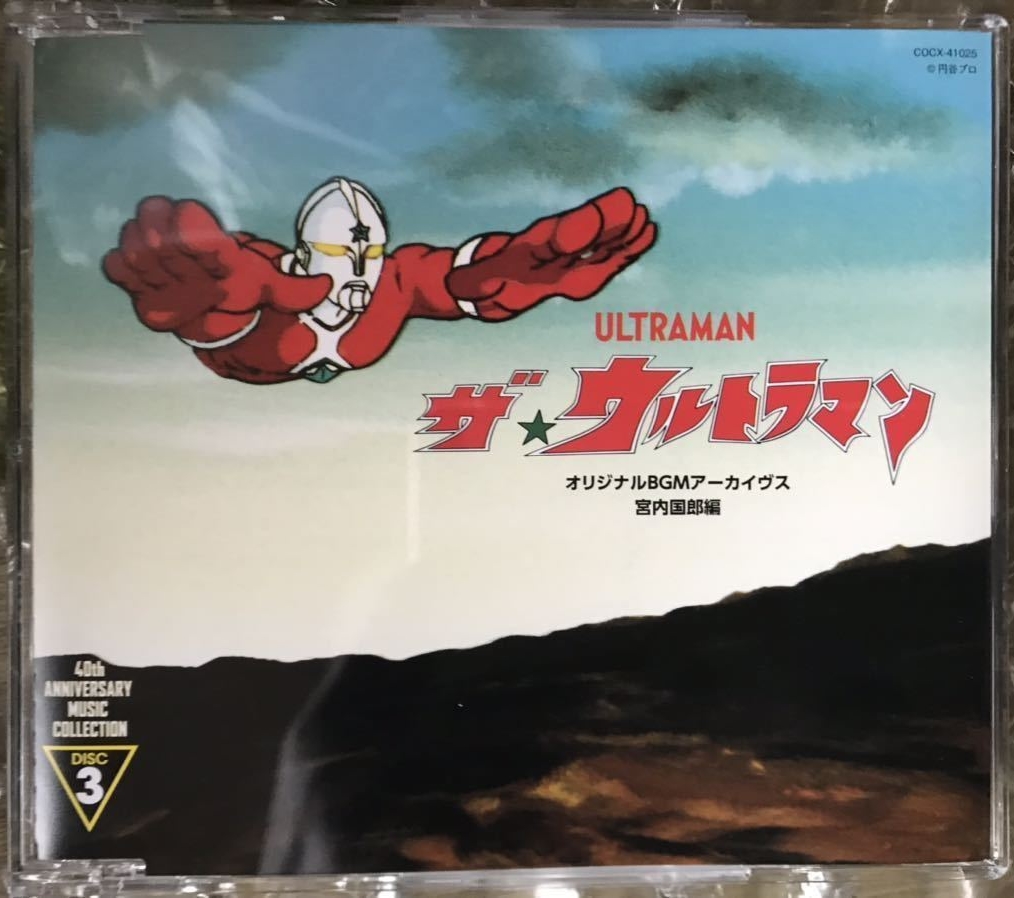 COCX-41025
© 円谷プロ
ULTRAMAN
ザ★ウルトラマン
オリジナルBGMアーカイヴス
宮内国郎編
40th
ANNIVERSARY
MUSIC
COLLECTION
DISC
3